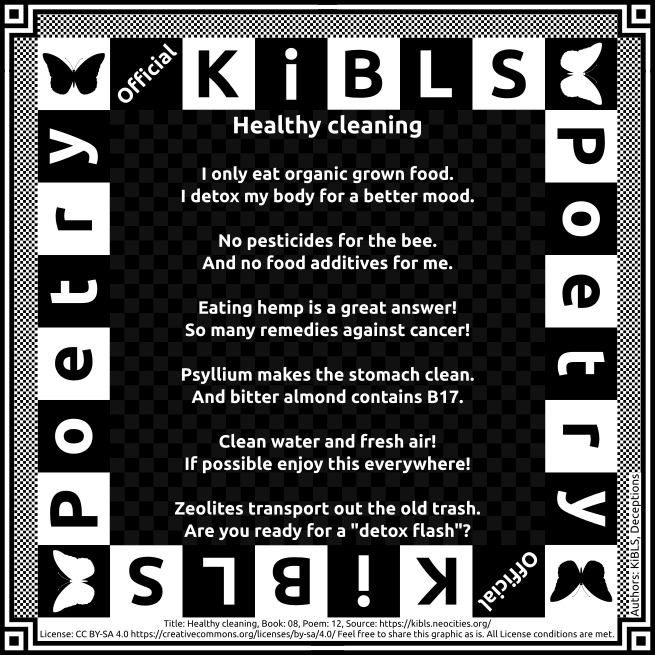 Official KiBLS
Poetry
Poetry
Healthy cleaning
I only eat organic grown food.
I detox my body for a better mood.
No pesticides for the bee.
And no food additives for me.
Eating hemp is a great answer!
So many remedies against cancer!
Psyllium makes the stomach clean.
And bitter almond contains B17.
Clean water and fresh air!
If possible enjoy this everywhere!
Zeolites transport out the old trash.
Are you ready for a "detox flash"?
Official KiBLS
Authors: KiBLS, Deceptions
Title: Healthy cleaning, Book: 08, Poem: 12, Source: https://kibls.neocities.org/
License: CC BY-SA 4.0 https://creativecommons.org/licenses/by-sa/4.0/ Feel free to share this graphic as is. All License conditions are met.